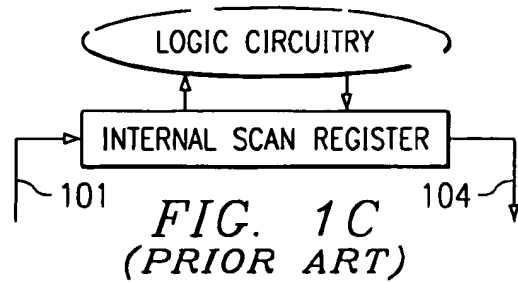 LOGIC CIRCUITRY
INTERNAL SCAN REGISTER
101
104
FIG. 1C
(PRIOR ART)